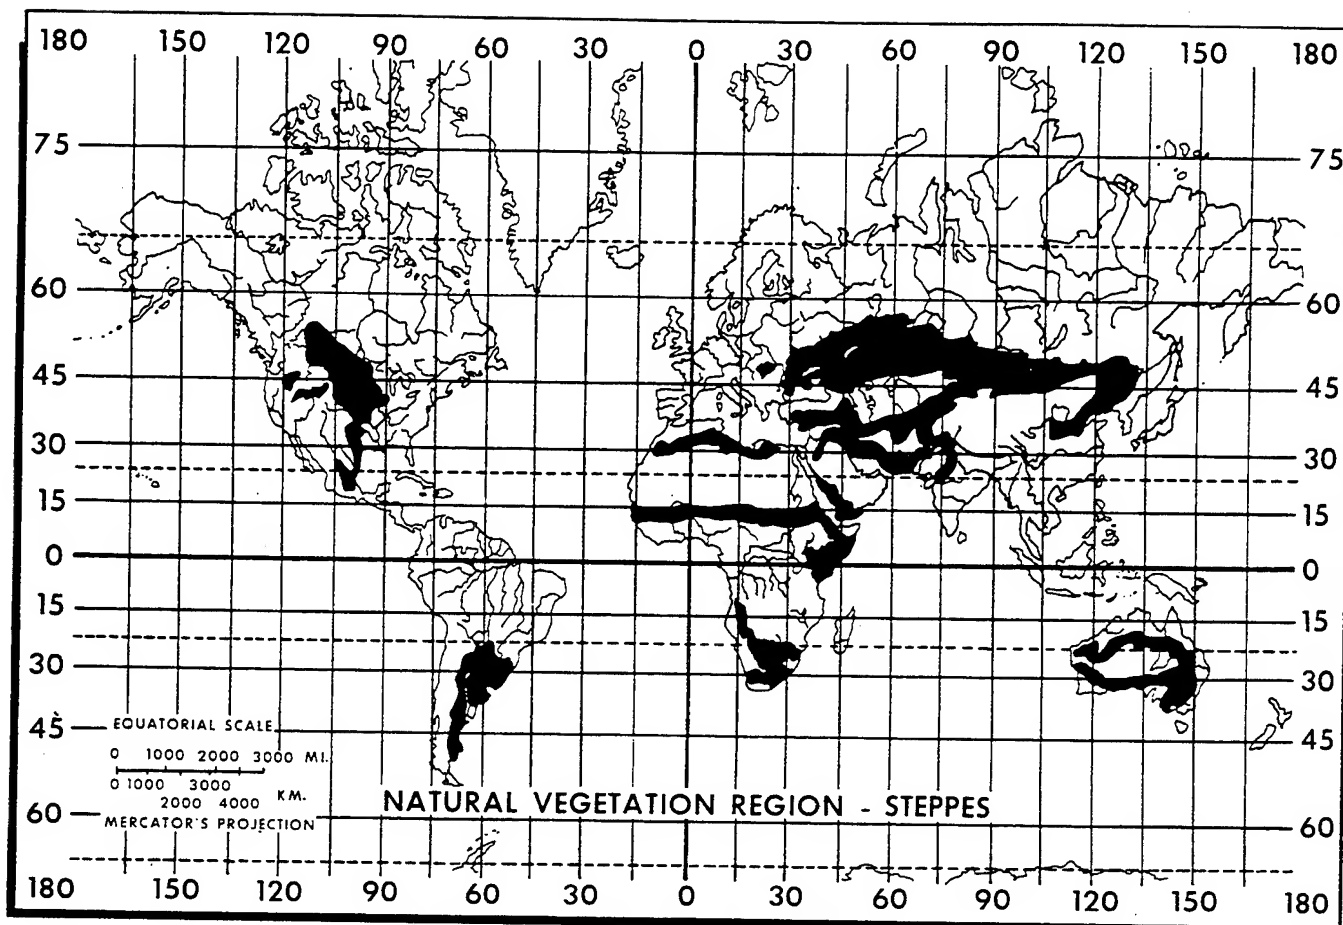 180 150 120 90 60 30 0 30 60 90 120 150 180
75 75
60 60
45 45
30 30
15 15
0 0
15 15
30 30
45 45
EQUATORIAL SCALE
0 1000 2000 3000 MI.
0 1000 3000
2000 4000 KM.
NATURAL VEGETATION REGION - STEPPES
60 60
MERCATOR'S PROJECTION
180 150 120 90 60 30 0 30 60 90 120 150 180